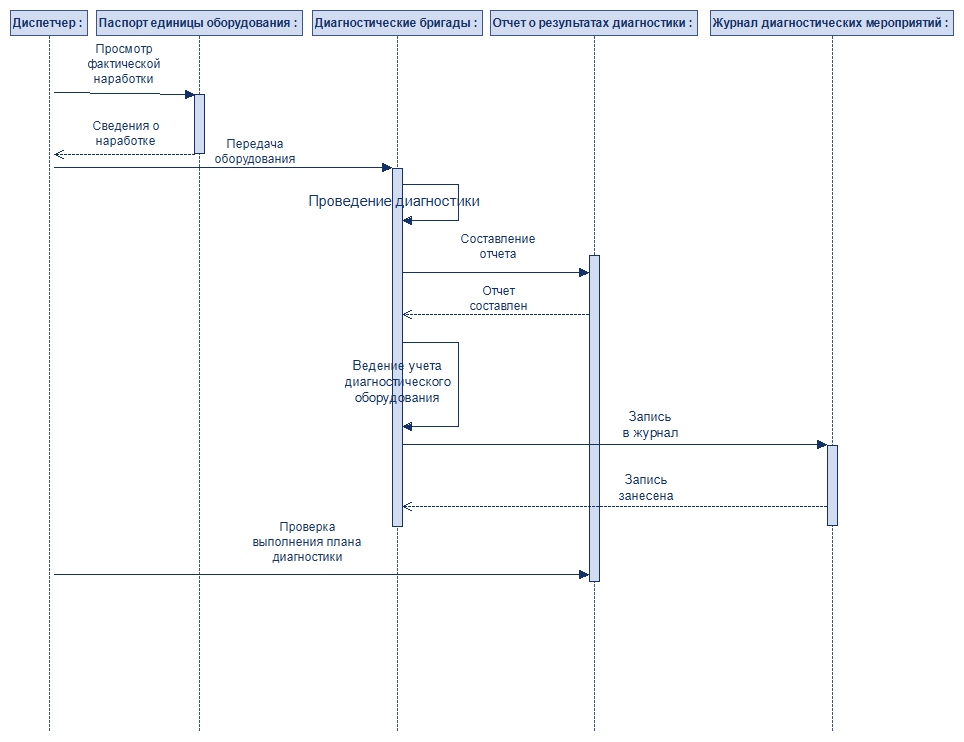 Диспетчер :
Паспорт единицы оборудования :
Диагностические бригады :
Отчет о результатах диагностики :
Журнал диагностических мероприятий :
Просмотр
фактической
наработки
Сведения о
наработке
Передача
оборудования
Проведение диагностики
Составление
отчета
Отчет
составлен
Ведение учета
диагностического
оборудования
Запись
в журнал
Запись
занесена
Проверка
выполнения плана
диагностики